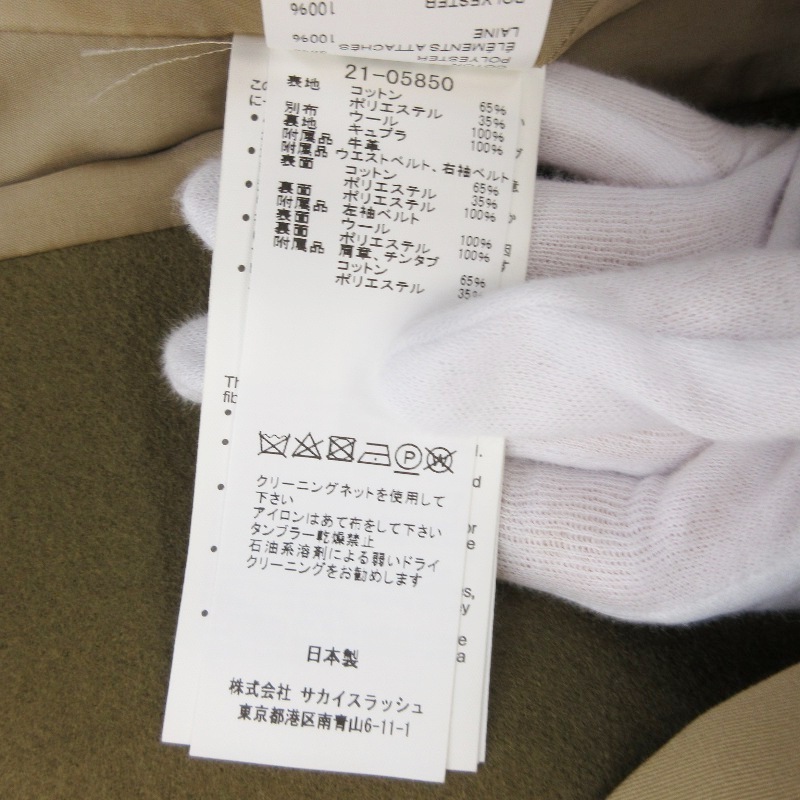 10096 POLYESTER
10096 LAINE
ÉLÉMENTS ATTACHÉS
POLYESTER
21-05850
表地 コットン 65%
ポリエステル 35%
別布 ウール 100%
裏地 キュプラ 100%
附属品 牛革
附属品 ウエストベルト、右袖ベルト
表面 コットン 65%
ポリエステル 35%
裏面 ポリエステル 100%
附属品 左袖ベルト
表面 ウール 100%
裏面 ポリエステル 100%
附属品 肩章、チンタブ
コットン 65%
ポリエステル 35%
P
W
クリーニングネットを使用して
下さい
アイロンはあて布をして下さい
タンブラー乾燥禁止
石油系溶剤による弱いドライ
クリーニングをお勧めします
日本製
株式会社 サカイスラッシュ
東京都港区南青山6-11-1